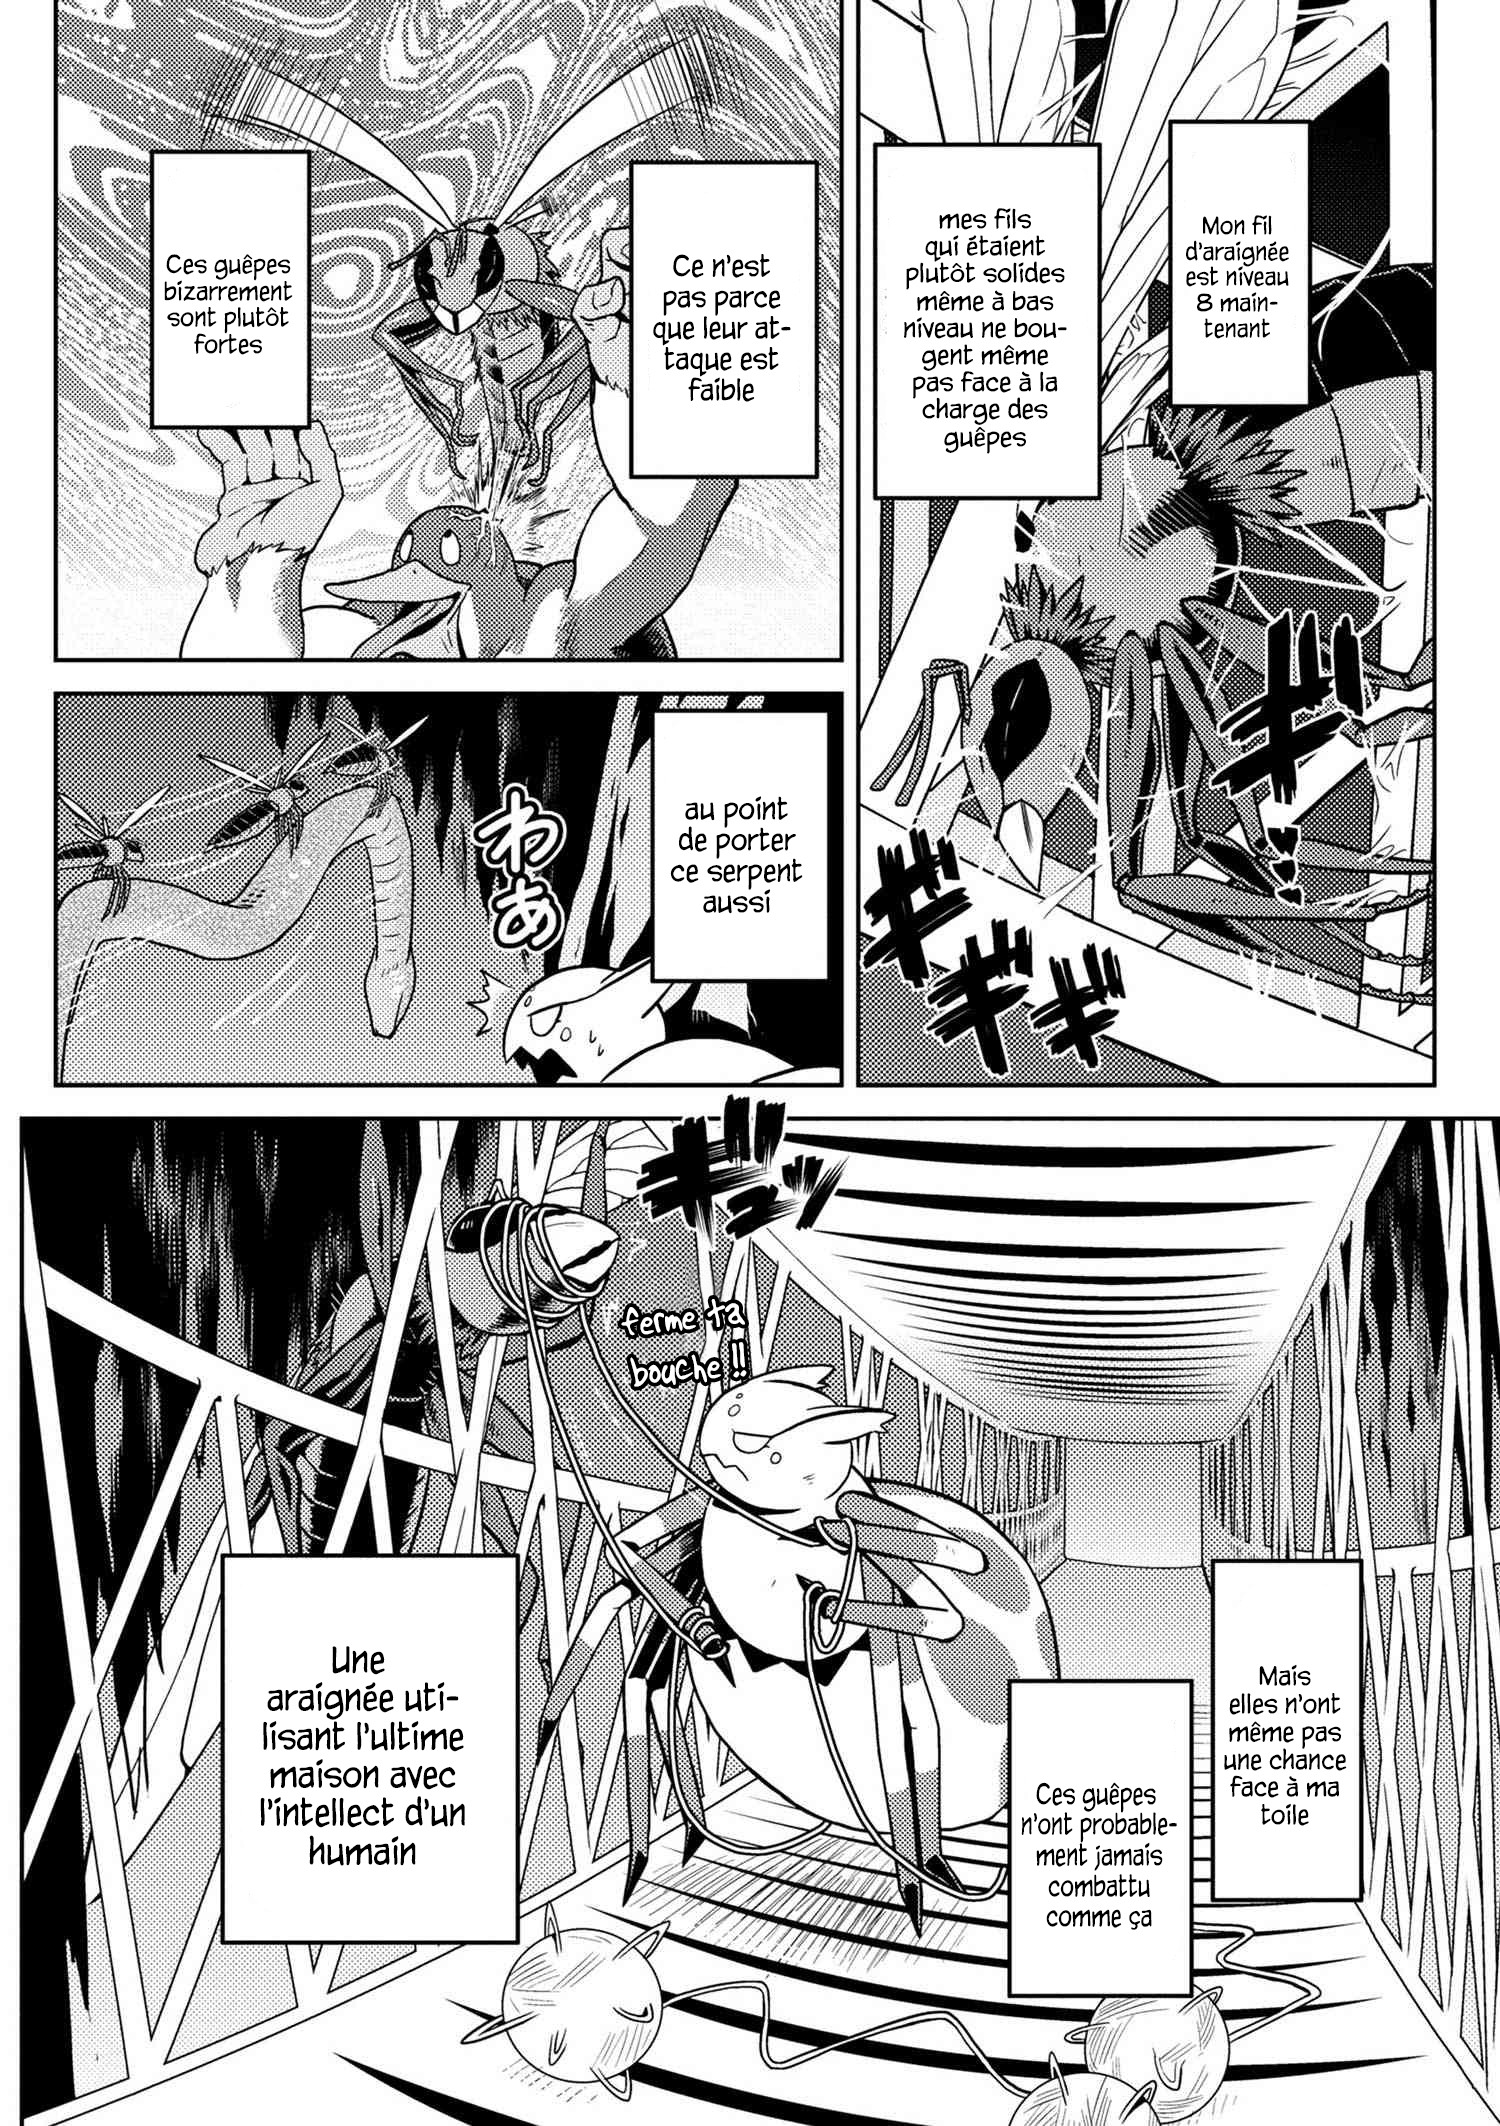 Mon fil
d'araignée
est niveau
8 main-
tenant
mes fils
qui étaient
plutôt solides
même à bas
niveau ne bou-
gent même
pas face à la
charge des
guêpes
ギギ
ギギギ
Ce n'est
pas parce
que leur at-
taque est
faible
Ces guêpes
bizarrement
sont plutôt
fortes
au point
de porter
ce serpent
aussi
わぁ
ギュ
ferme ta
bouche !!
Mais
elles n'ont
même pas
une chance
face à ma
toile
Ces guêpes
n'ont probable-
ment jamais
combattu
comme ça
Une
araignée uti-
lisant l'ultime
maison avec
l'intellect d'un
humain